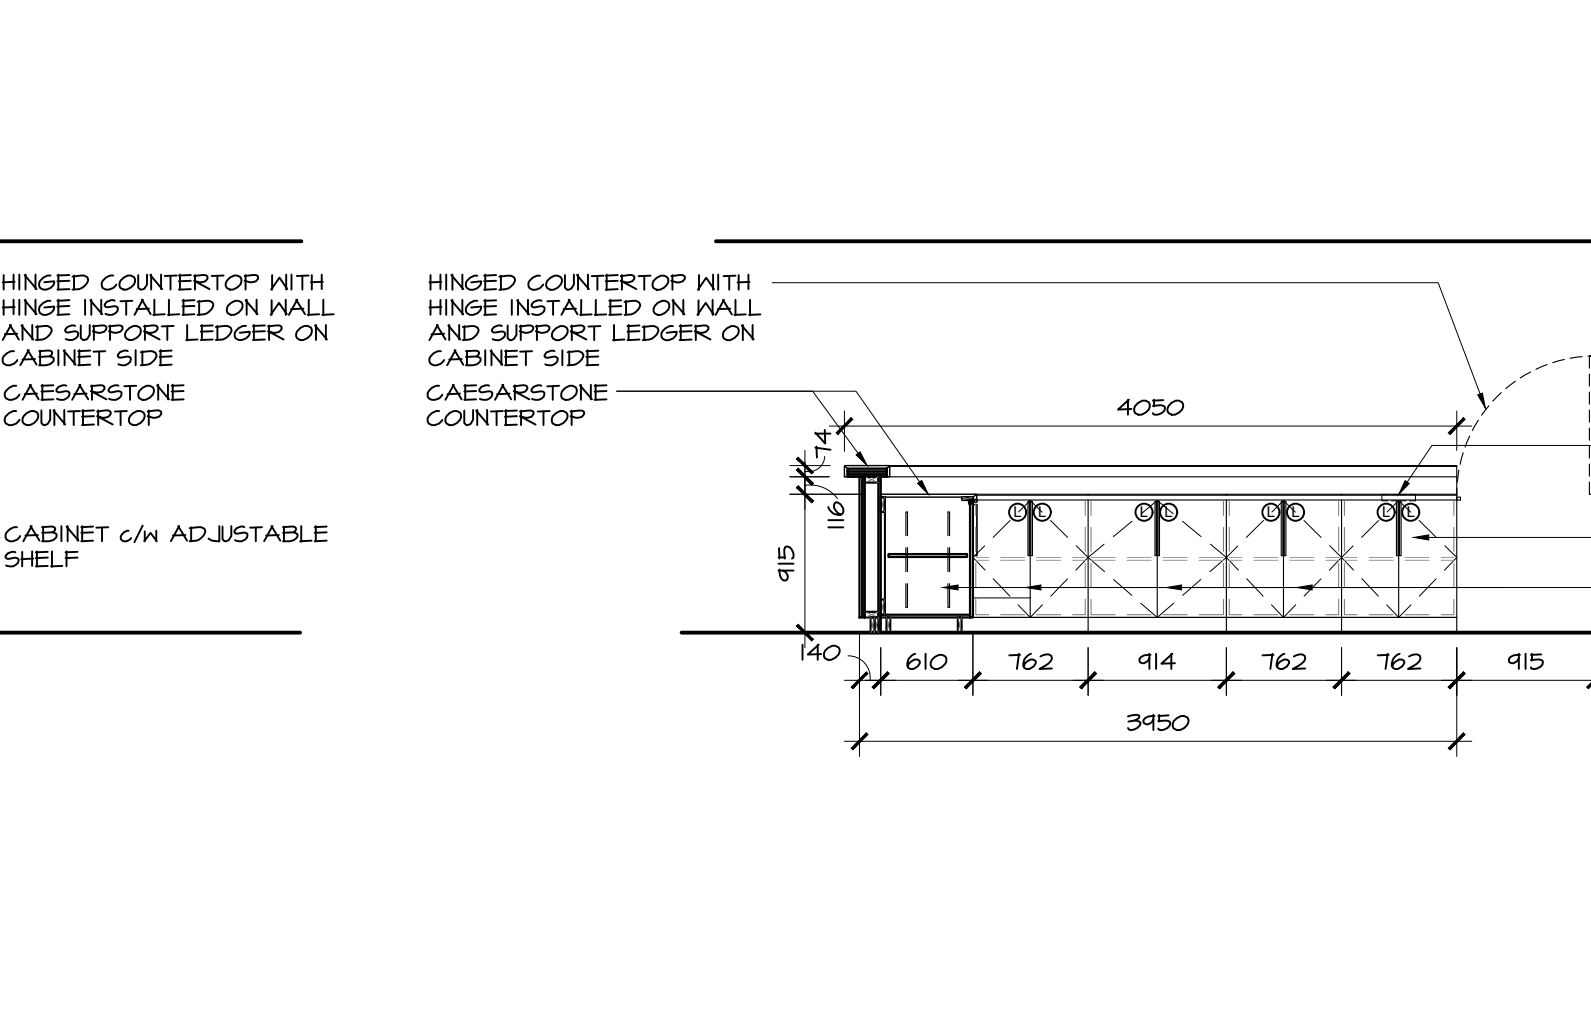 HINGED COUNTERTOP WITH
HINGE INSTALLED ON WALL
AND SUPPORT LEDGER ON
CABINET SIDE
CAESARSTONE
COUNTERTOP
CABINET c/w ADJUSTABLE
SHELF
HINGED COUNTERTOP WITH
HINGE INSTALLED ON WALL
AND SUPPORT LEDGER ON
CABINET SIDE
CAESARSTONE
COUNTERTOP
4050
74
116
915
L L L L L L L L
140
610 762 914 762 762 915
3950